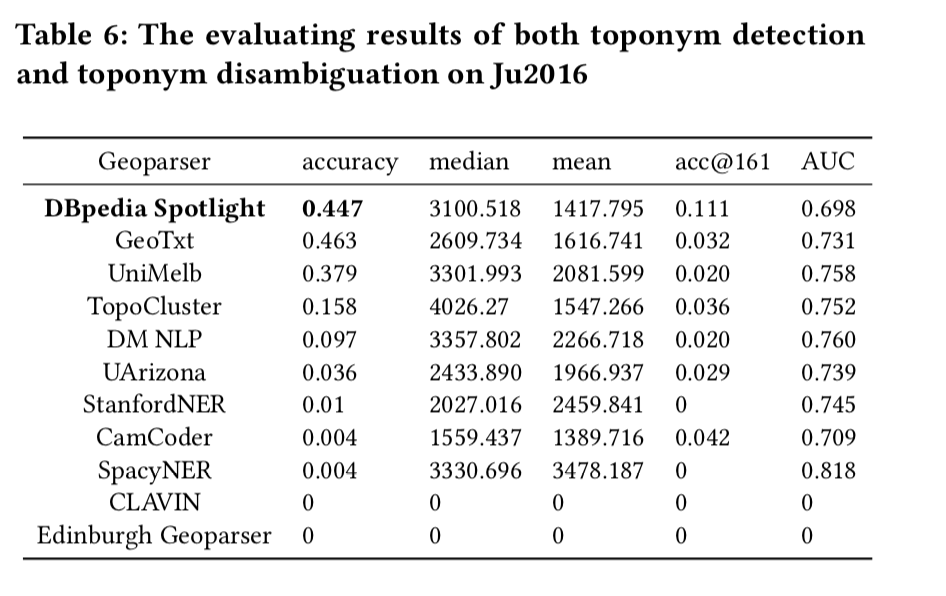 Table 6: The evaluating results of both toponym detection
and toponym disambiguation on Ju2016
Geoparser accuracy median mean acc@161 AUC
DBpedia Spotlight 0.447 3100.518 1417.795 0.111 0.698
GeoTxt 0.463 2609.734 1616.741 0.032 0.731
UniMelb 0.379 3301.993 2081.599 0.020 0.758
TopoCluster 0.158 4026.27 1547.266 0.036 0.752
DM NLP 0.097 3357.802 2266.718 0.020 0.760
UArizona 0.036 2433.890 1966.937 0.029 0.739
StanfordNER 0.01 2027.016 2459.841 0 0.745
CamCoder 0.004 1559.437 1389.716 0.042 0.709
SpacyNER 0.004 3330.696 3478.187 0 0.818
CLAVIN 0 0 0 0 0
Edinburgh Geoparser 0 0 0 0 0